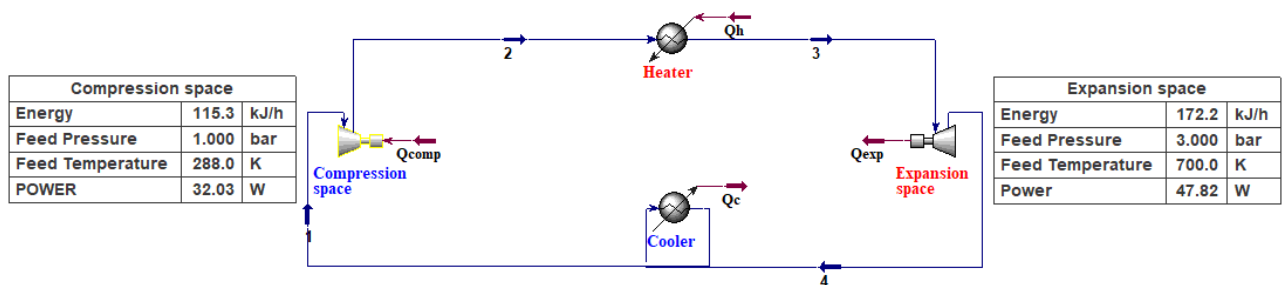 Compression space
Energy 115.3 kJ/h
Feed Pressure 1.000 bar
Feed Temperature 288.0 K
POWER 32.03 W
2
Qh
Heater
3
Qcomp
Compression
space
Qexp
Expansion
space
Qc
Cooler
1
4
Expansion space
Energy 172.2 kJ/h
Feed Pressure 3.000 bar
Feed Temperature 700.0 K
Power 47.82 W